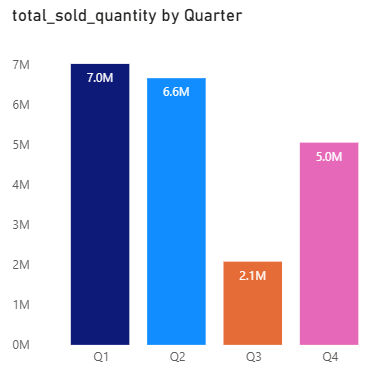 total_sold_quantity by Quarter
7M
7.0M
6.6M
6M
5M
5.0M
4M
3M
2M
2.1M
1M
0M
Q1 Q2 Q3 Q4